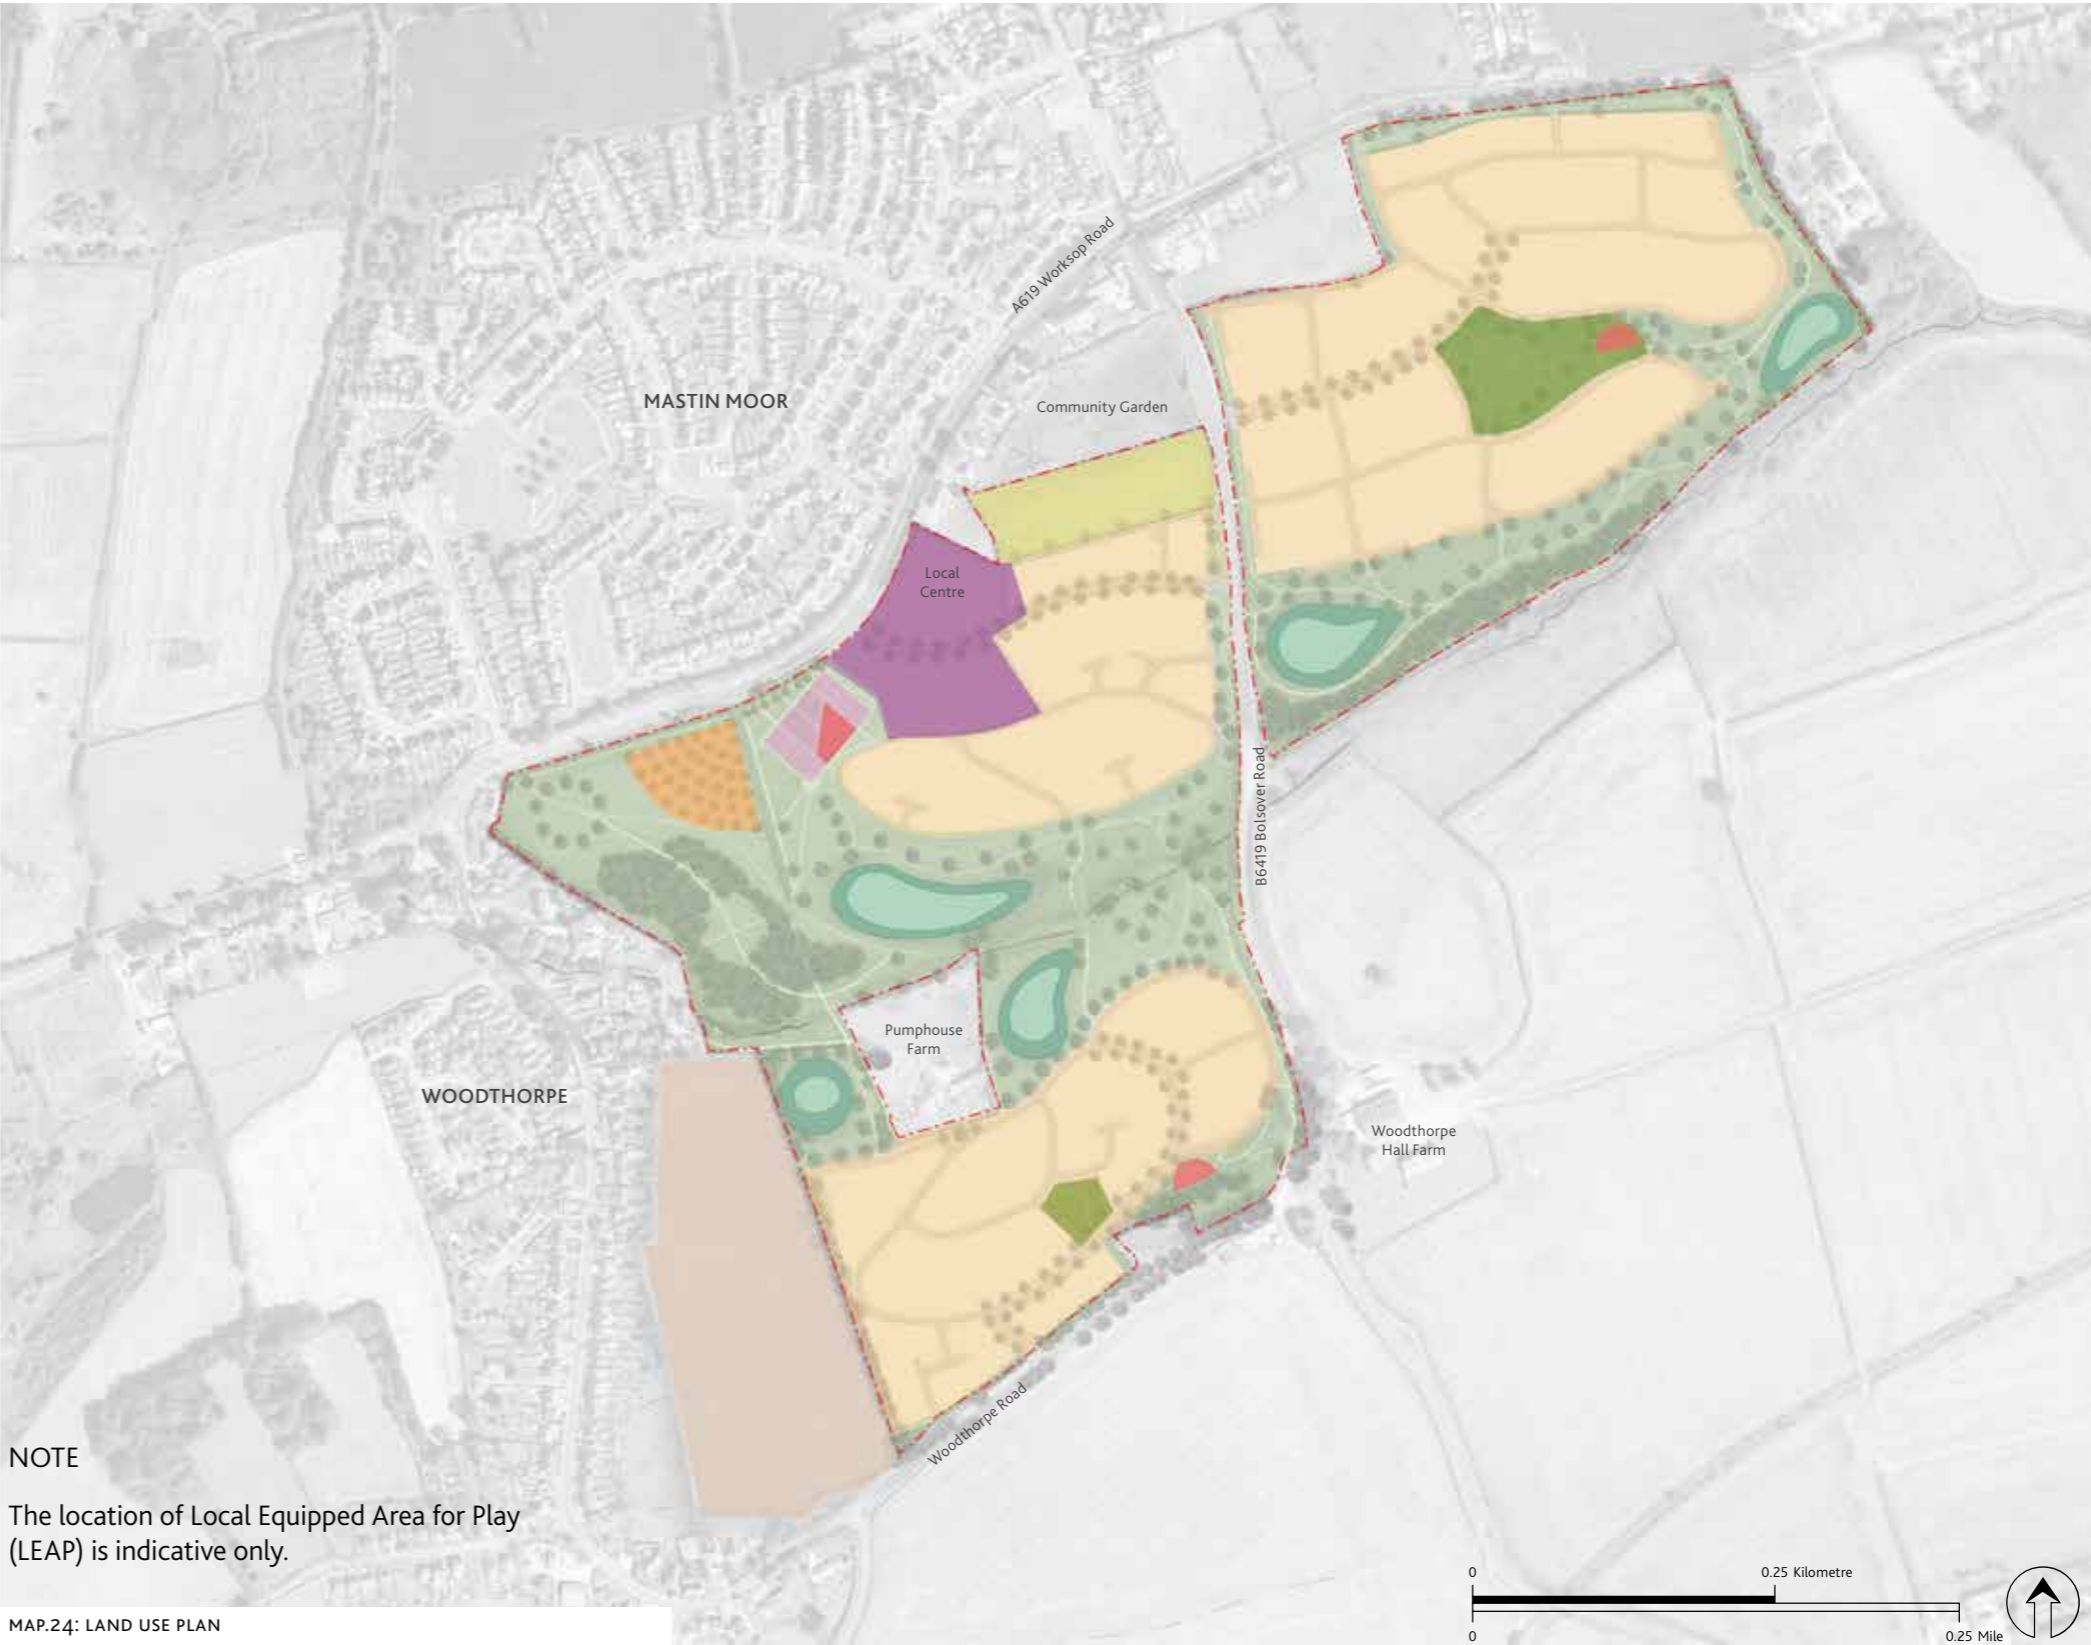 A619 Worksop Road
MASTIN MOOR
Community Garden
Local
Centre
B6419 Bolsover Road
Pumphouse
Farm
WOODTHORPE
Woodthorpe
Hall Farm
Woodthorpe Road
NOTE
The location of Local Equipped Area for Play
(LEAP) is indicative only.
0 0.25 Kilometre
0 0.25 Mile
MAP.24: LAND USE PLAN